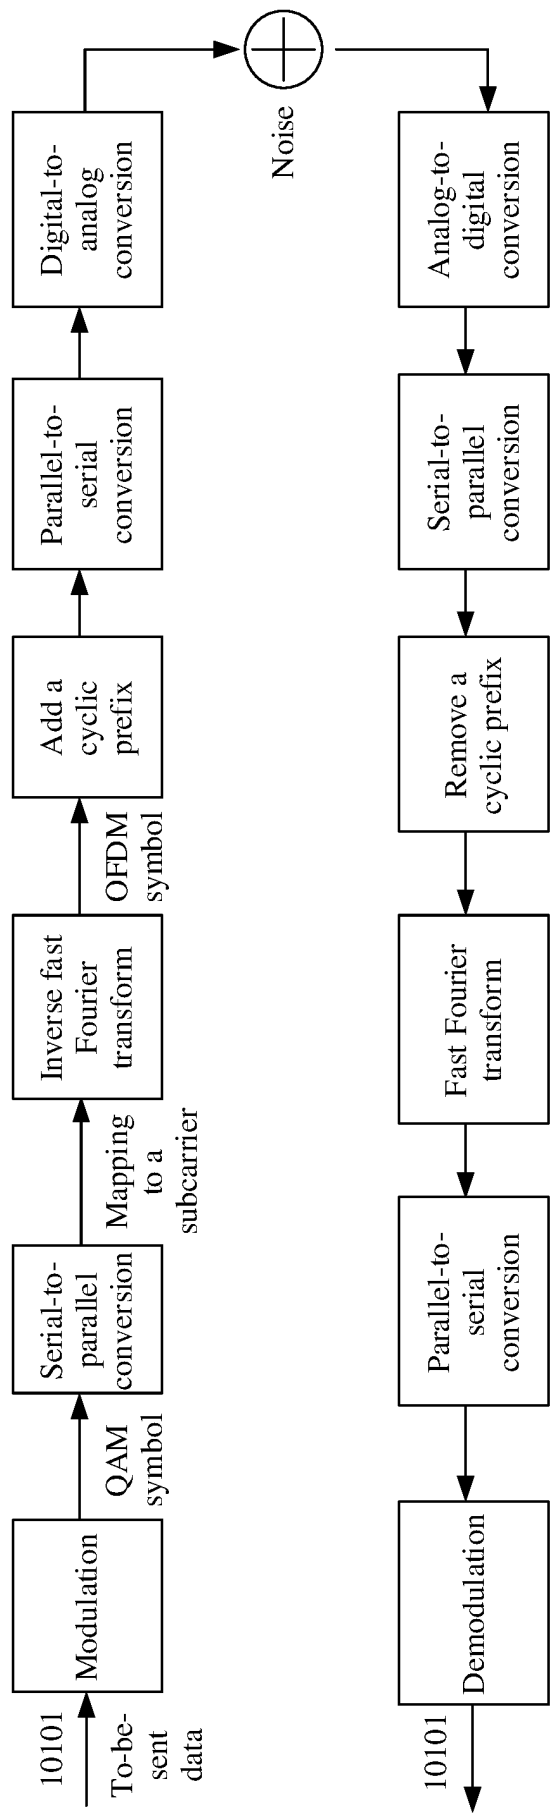 10101
To-be-
sent
data
Modulation
QAM
symbol
Serial-to-
parallel
conversion
Mapping
to a
subcarrier
Inverse fast
Fourier
transform
OFDM
symbol
Add a
cyclic
prefix
Parallel-to-
serial
conversion
Digital-to-
analog
conversion
Noise
Analog-to-
digital
conversion
Serial-to-
parallel
conversion
Remove a
cyclic prefix
Fast Fourier
transform
Parallel-to-
serial
conversion
Demodulation
10101